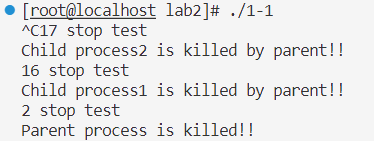 [root@localhost lab2]# ./1-1
^C17 stop test
Child process2 is killed by parent!!
16 stop test
Child process1 is killed by parent!!
2 stop test
Parent process is killed!!